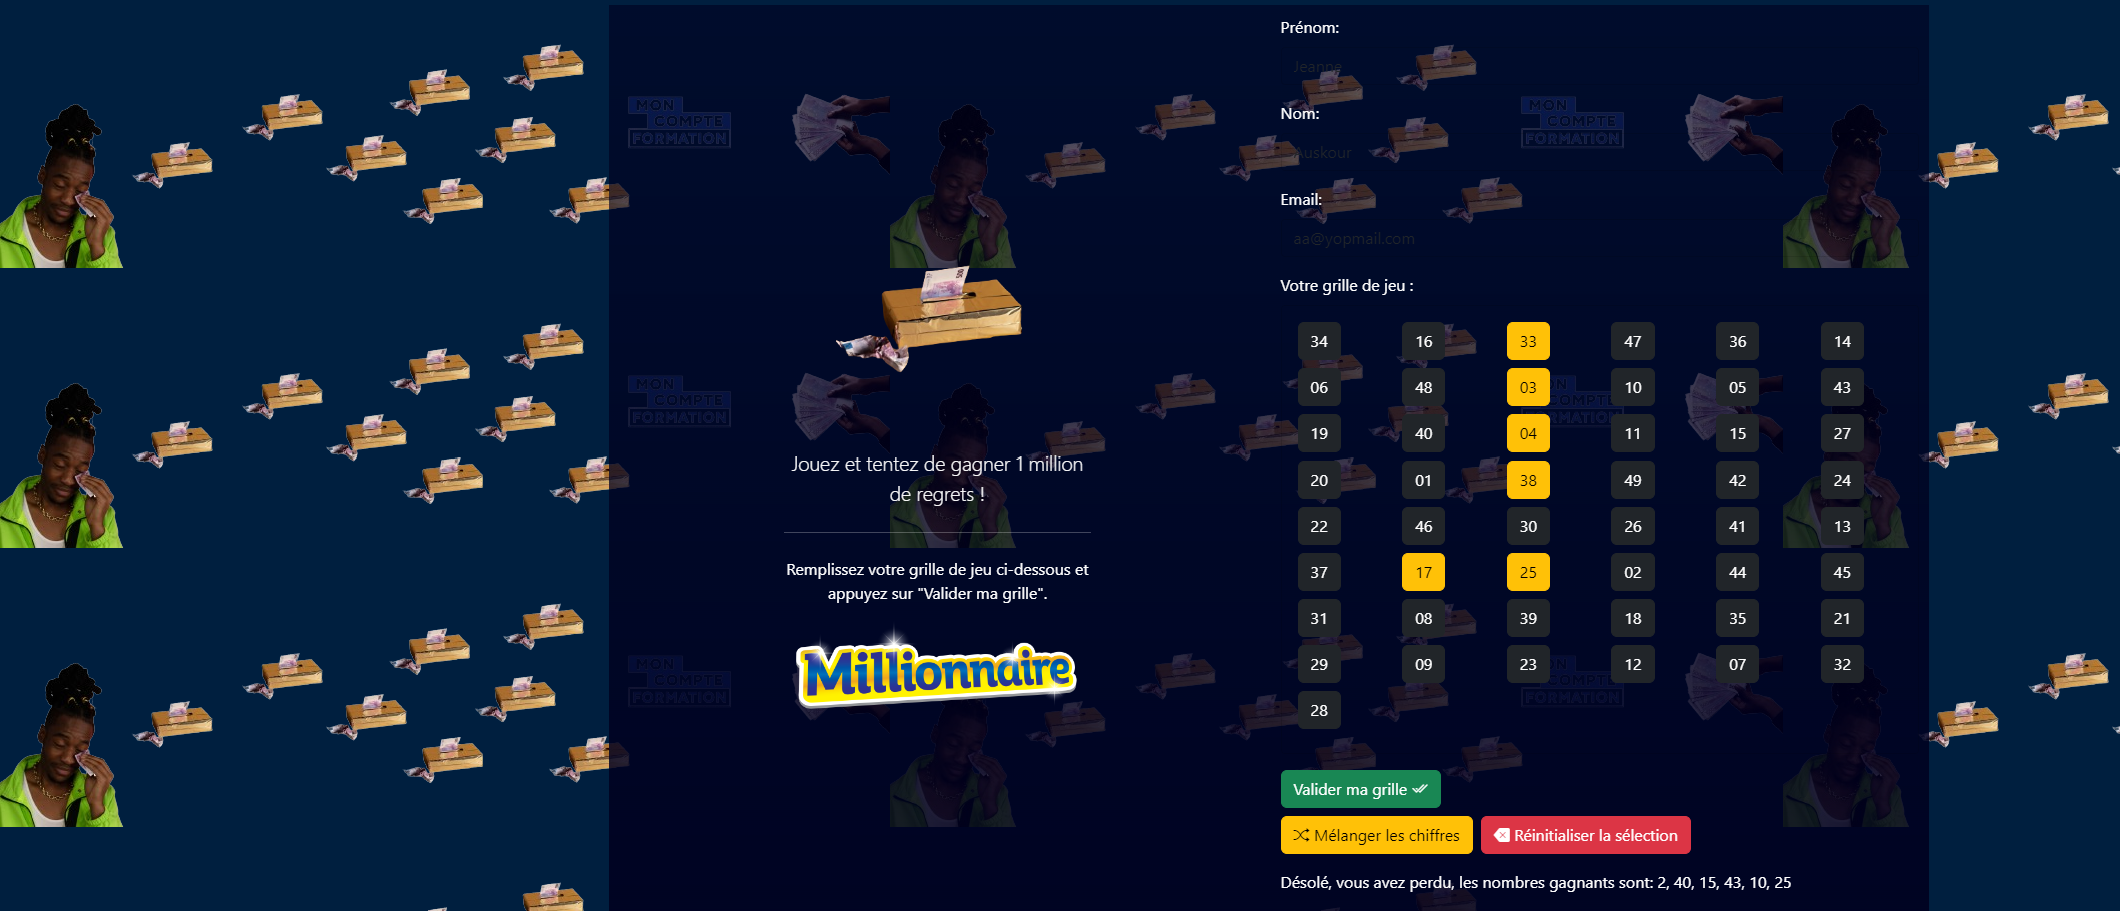 MON
COMPTE
FORMATION
Jouez et tentez de gagner 1 million
de regrets !
Remplissez votre grille de jeu ci-dessous et
appuyez sur "Valider ma grille".
Millionnaire
Prénom:
Jeanne
Nom:
Auskour
Email:
aa@yopmail.com
Votre grille de jeu :
34 16 33 47 36 14
06 48 03 10 05 43
19 40 04 11 15 27
20 01 38 49 42 24
22 46 30 26 41 13
37 17 25 02 44 45
31 08 39 18 35 21
29 09 23 12 07 32
28
Valider ma grille
Mélanger les chiffres
Réinitialiser la sélection
Désolé, vous avez perdu, les nombres gagnants sont: 2, 40, 15, 43, 10, 25